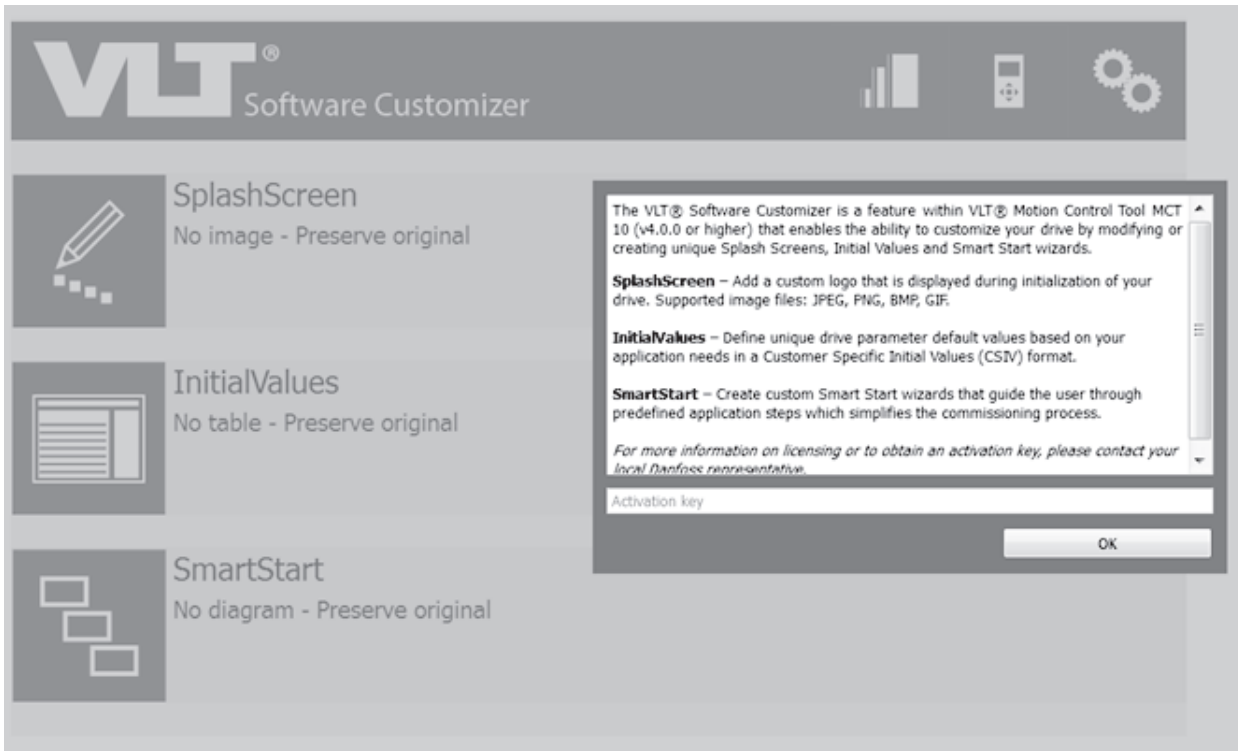 VLT®
Software Customizer
SplashScreen
No image - Preserve original
InitialValues
No table - Preserve original
SmartStart
No diagram - Preserve original
The VLT® Software Customizer is a feature within VLT® Motion Control Tool MCT
10 (v4.0.0 or higher) that enables the ability to customize your drive by modifying or
creating unique Splash Screens, Initial Values and Smart Start wizards.
SplashScreen – Add a custom logo that is displayed during initialization of your
drive. Supported image files: JPEG, PNG, BMP, GIF.
InitialValues – Define unique drive parameter default values based on your
application needs in a Customer Specific Initial Values (CSIV) format.
SmartStart – Create custom Smart Start wizards that guide the user through
predefined application steps which simplifies the commissioning process.
For more information on licensing or to obtain an activation key, please contact your
local Danfoss representative.
Activation key
OK